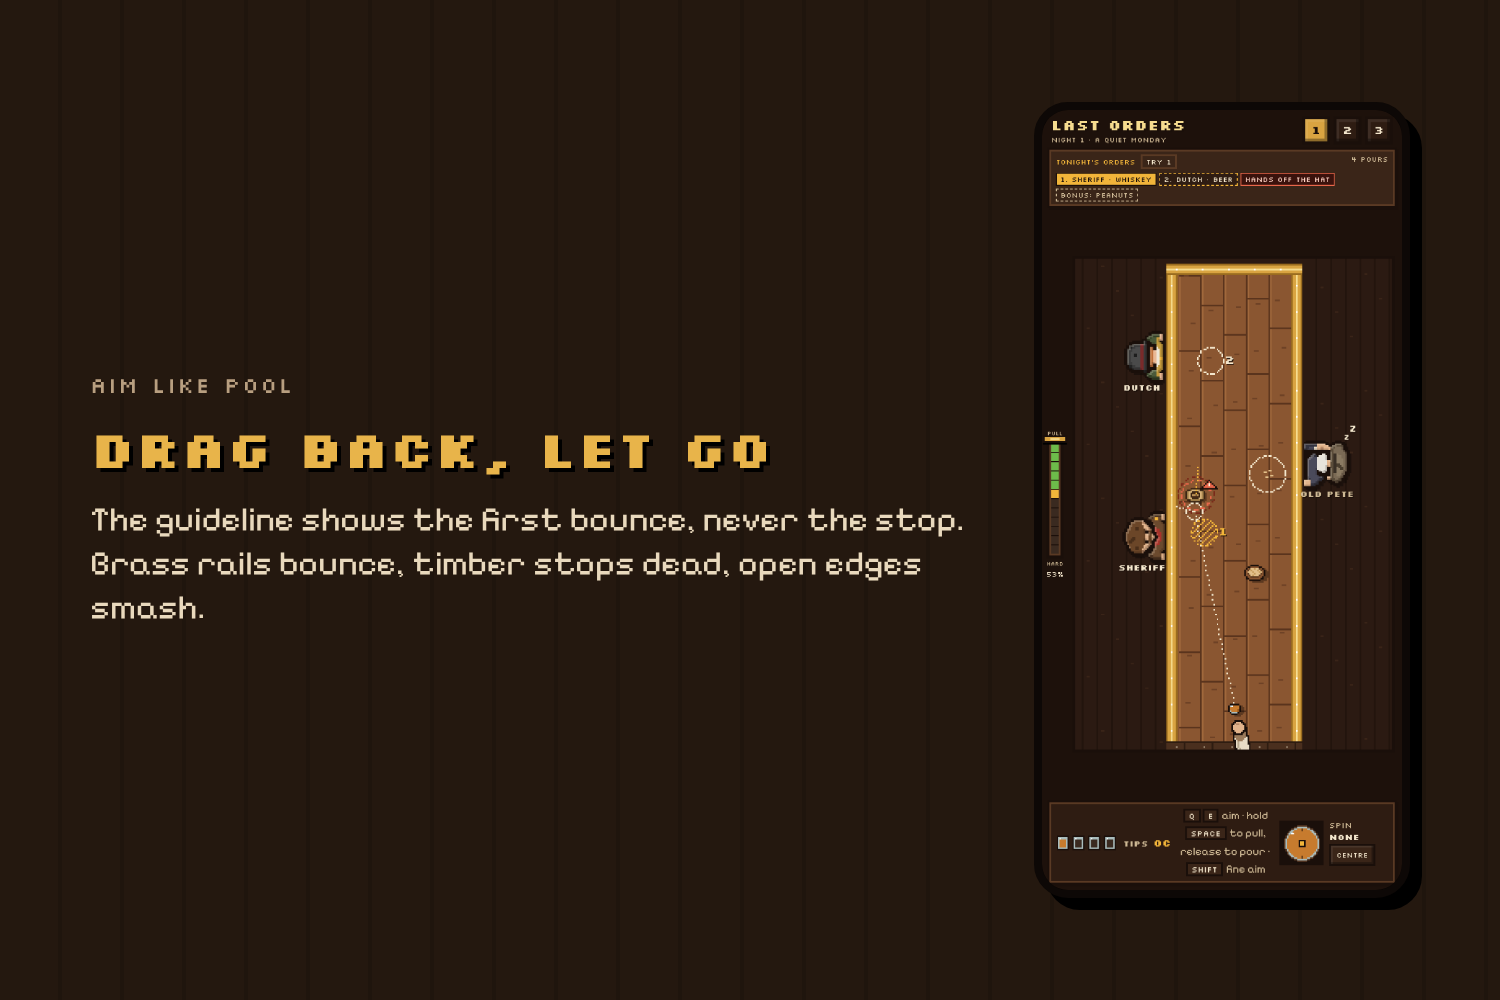 AIM LIKE POOL
DRAG BACK, LET GO
The guideline shows the first bounce, never the stop.
Brass rails bounce, timber stops dead, open edges
smash.
LAST ORDERS
NIGHT 1 · A QUIET MONDAY
1 2 3
TONIGHT'S ORDERS TRY 1
4 POURS
1. SHERIFF · WHISKEY 2. DUTCH · BEER HANDS OFF THE HAT
BONUS: PEANUTS
2
DUTCH
Z
Z
PULL
OLD PETE
1
SHERIFF
HARD
53%
Q E aim · hold
SPACE to pull,
release to pour ·
SHIFT fine aim
TIPS 0C
SPIN
NONE
CENTRE